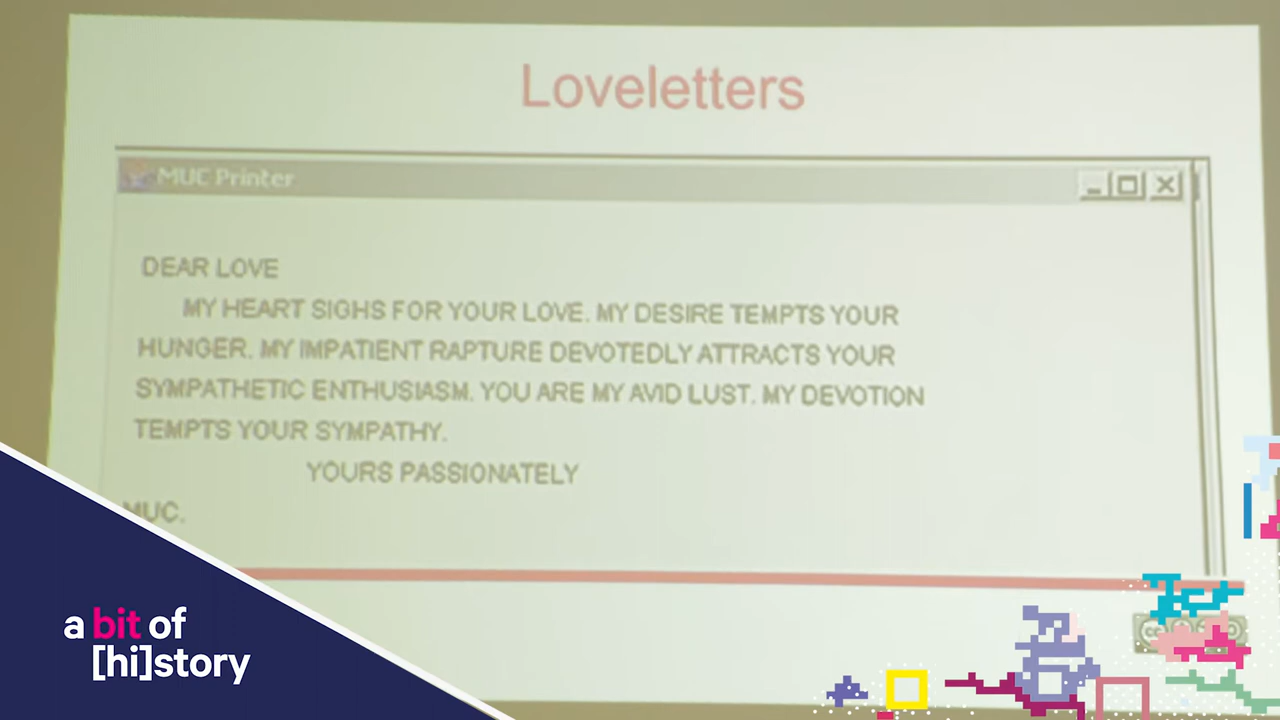 Loveletters
MUC Printer
DEAR LOVE
MY HEART SIGHS FOR YOUR LOVE. MY DESIRE TEMPTS YOUR
HUNGER. MY IMPATIENT RAPTURE DEVOTEDLY ATTRACTS YOUR
SYMPATHETIC ENTHUSIASM. YOU ARE MY AVID LUST. MY DEVOTION
TEMPTS YOUR SYMPATHY.
YOURS PASSIONATELY
MUC.
a bit of
[hi]story